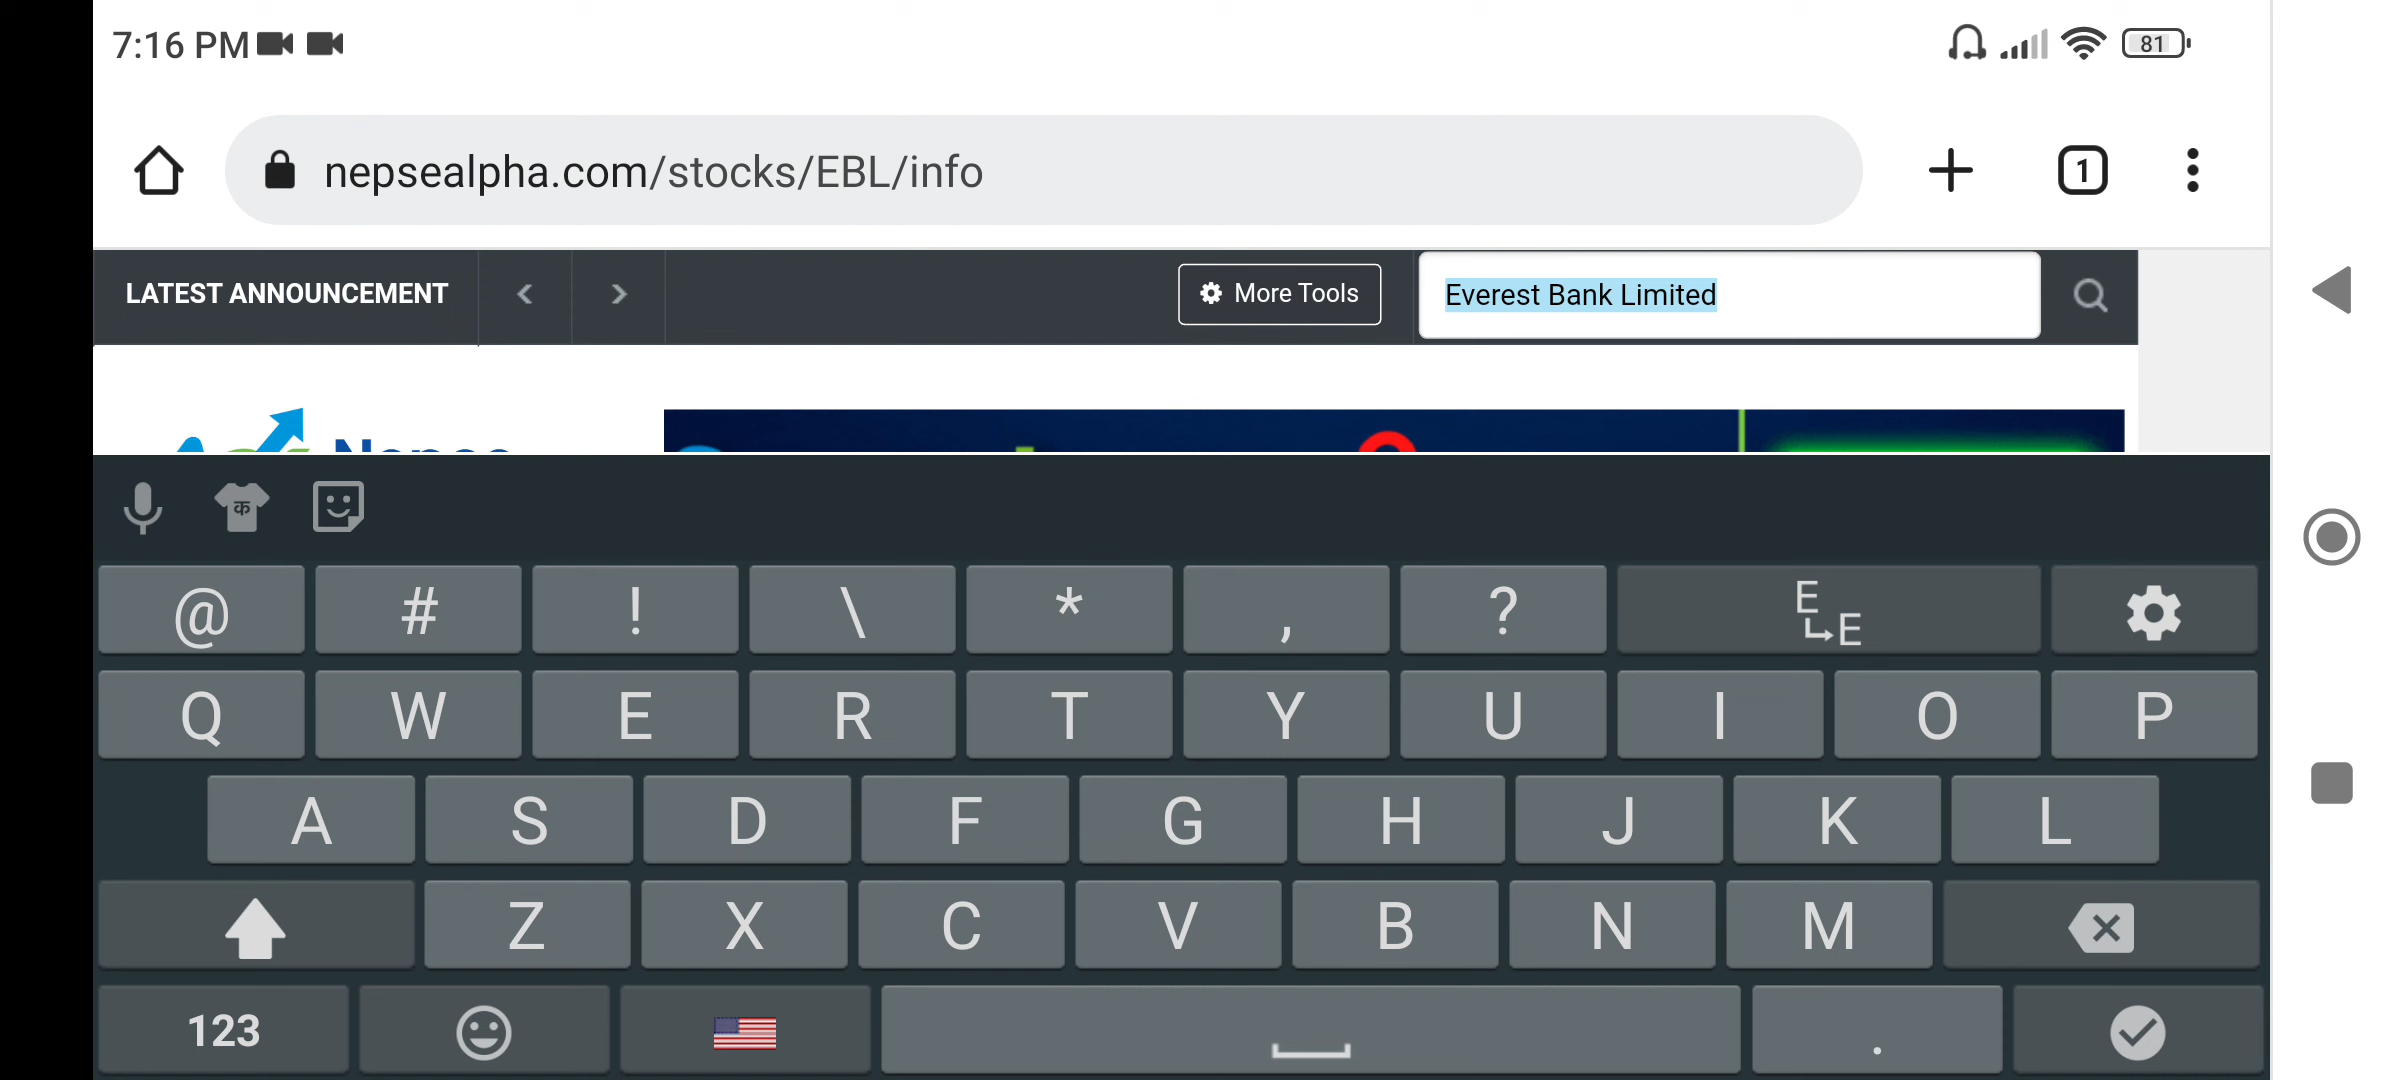 7:16 PM
81
nepsealpha.com/stocks/EBL/info
1
LATEST ANNOUNCEMENT < > More Tools Everest Bank Limited
क
@ # ! \ * , ? E E
Q W E R T Y U I O P
A S D F G H J K L
Z X C V B N M
123 .